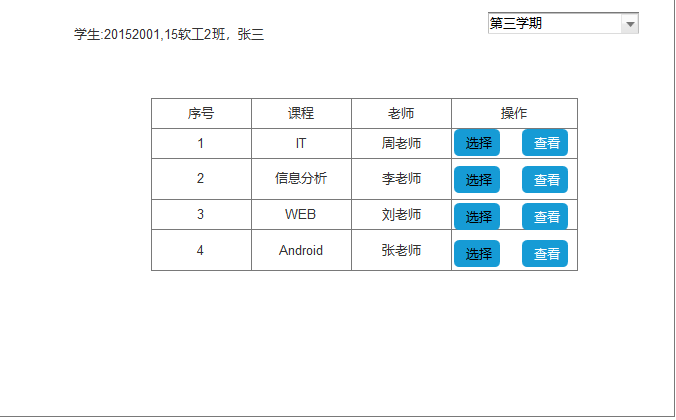 第三学期
学生:20152001,15软工2班，张三
序号 课程 老师 操作
1 IT 周老师 选择 查看
2 信息分析 李老师 选择 查看
3 WEB 刘老师 选择 查看
4 Android 张老师 选择 查看